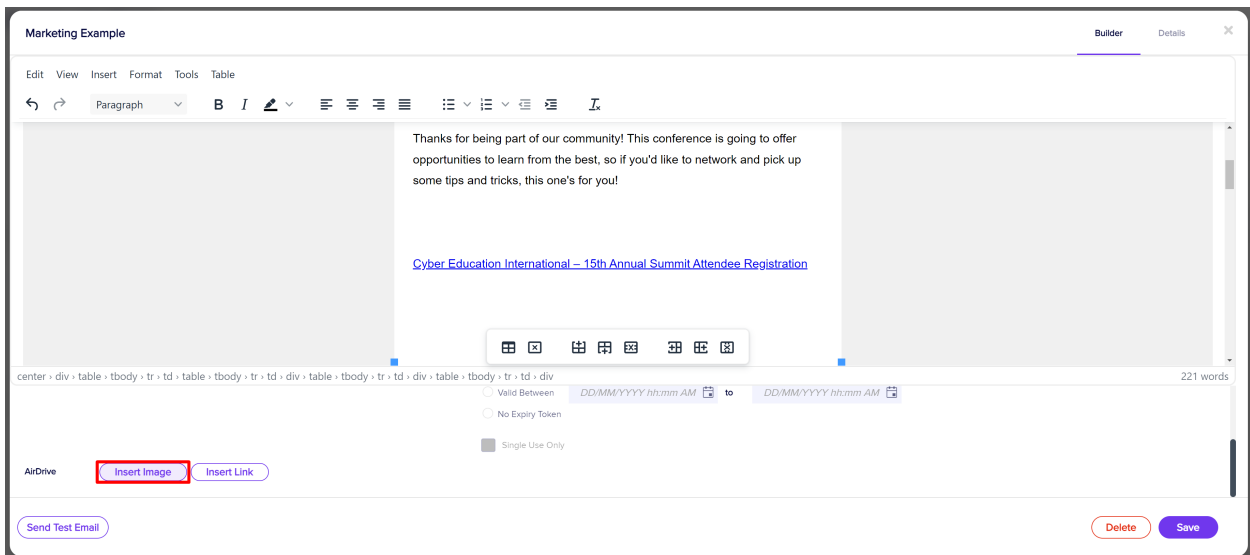 Marketing Example
Builder Details
Edit View Insert Format Tools Table
Paragraph B I
Thanks for being part of our community! This conference is going to offer
opportunities to learn from the best, so if you'd like to network and pick up
some tips and tricks, this one's for you!
Cyber Education International – 15th Annual Summit Attendee Registration
center › div › table › tbody › tr › td › table › tbody › tr › td › div › table › tbody › tr › td › div › table › tbody › tr › td › div 221 words
Valid Between DD/MM/YYYY hh:mm AM to DD/MM/YYYY hh:mm AM
No Expiry Token
Single Use Only
AirDrive Insert Image Insert Link
Send Test Email Delete Save